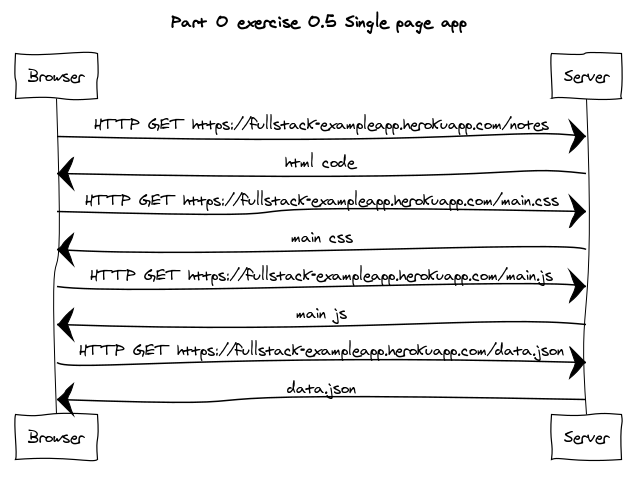 Part 0 exercise 0.5 Single page app
Browser Server
HTTP GET https://fullstack-exampleapp.herokuapp.com/notes
html code
HTTP GET https://fullstack-exampleapp.herokuapp.com/main.css
main css
HTTP GET https://fullstack-exampleapp.herokuapp.com/main.js
main js
HTTP GET https://fullstack-exampleapp.herokuapp.com/data.json
data.json
Browser Server